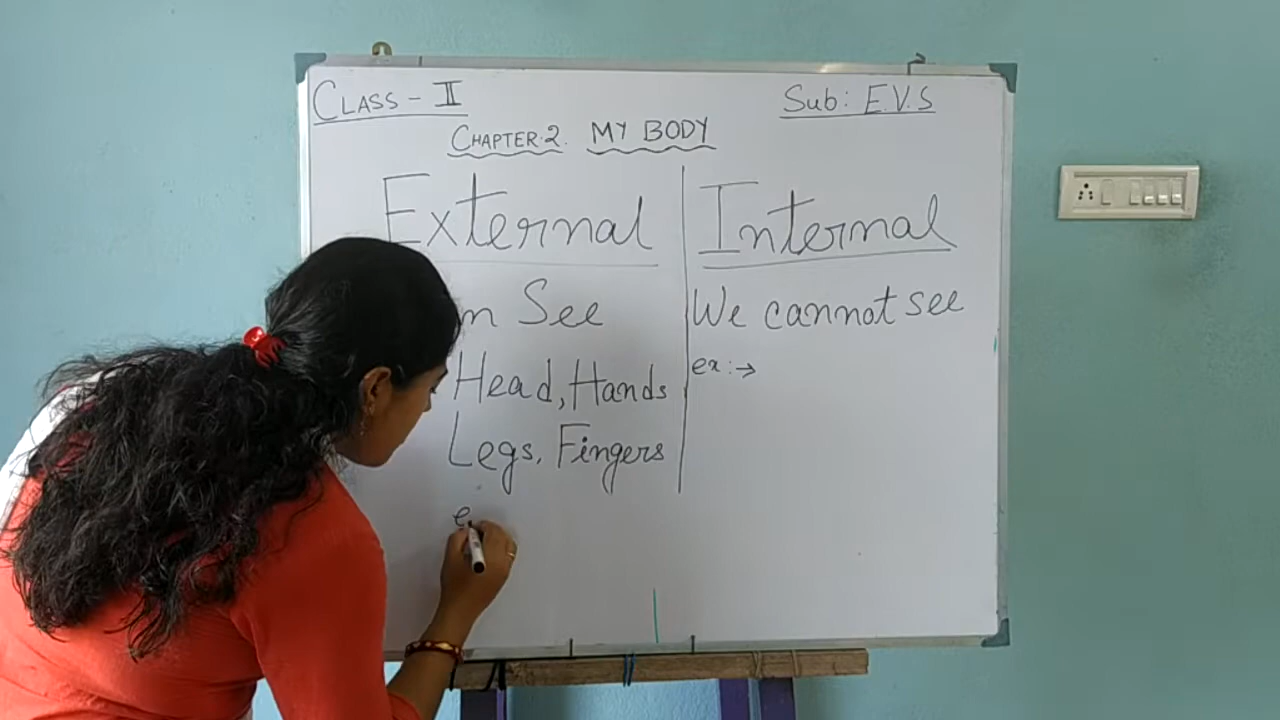 CLASS - II
Sub: E.V.S
CHAPTER.2. MY BODY
External
Internal
See
We cannot see
Head, Hands
ex :→
Legs, Fingers
e